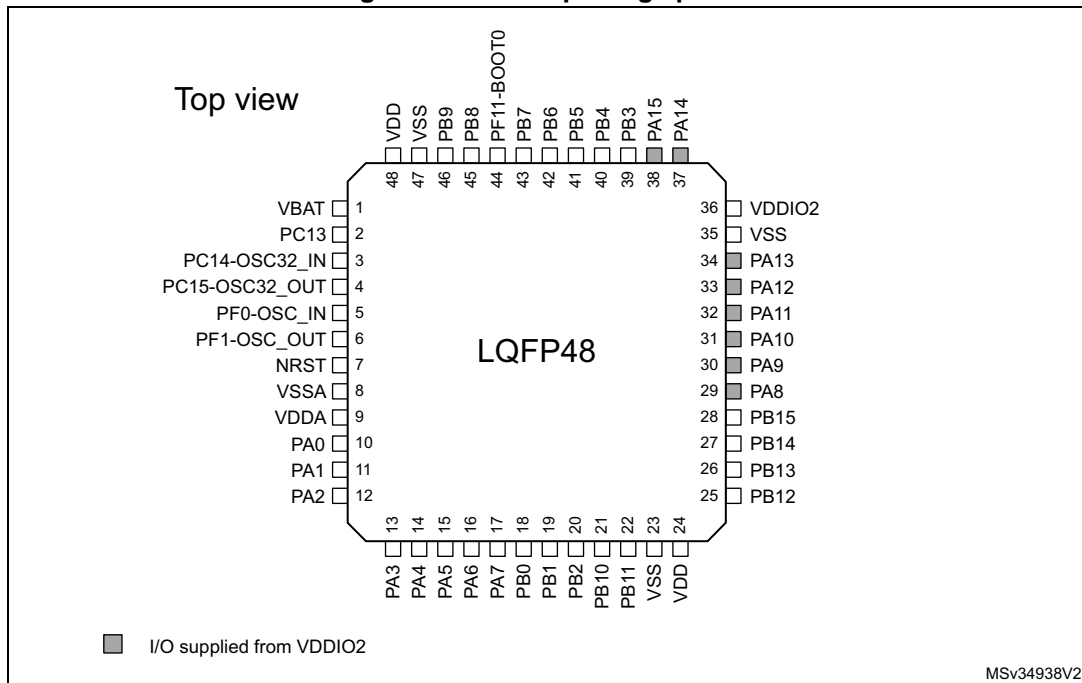 Top view
48 VDD
47 VSS
46 PB9
45 PB8
44 PF11-BOOT0
43 PB7
42 PB6
41 PB5
40 PB4
39 PB3
38 PA15
37 PA14
VBAT 1
PC13 2
PC14-OSC32_IN 3
PC15-OSC32_OUT 4
PF0-OSC_IN 5
PF1-OSC_OUT 6
NRST 7
VSSA 8
VDDA 9
PA0 10
PA1 11
PA2 12
LQFP48
36 VDDIO2
35 VSS
34 PA13
33 PA12
32 PA11
31 PA10
30 PA9
29 PA8
28 PB15
27 PB14
26 PB13
25 PB12
PA3 13
PA4 14
PA5 15
PA6 16
PA7 17
PB0 18
PB1 19
PB2 20
PB10 21
PB11 22
VSS 23
VDD 24
I/O supplied from VDDIO2
MSv34938V2